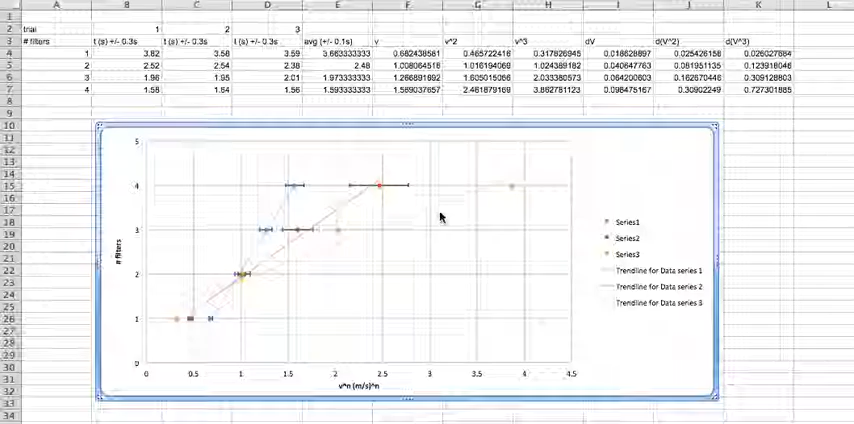 A B C D E F G H I J K L
1
2 trial 1 2 3
3 # filters t (s) +/- 0.3s t (s) +/- 0.3s t (s) +/- 0.3s avg (+/- 0.1s) v v^2 v^3 dV d(V^2) d(V^3)
4 1 3.82 3.58 3.59 3.663333333 0.682438581 0.465722416 0.317826945 0.018628897 0.025426158 0.026027884
5 2 2.52 2.54 2.38 2.48 1.008064516 1.016194069 1.024389182 0.040647763 0.081951135 0.123918046
6 3 1.96 1.95 2.01 1.973333333 1.266891892 1.605015066 2.033380573 0.064200603 0.162670446 0.309128803
7 4 1.58 1.64 1.56 1.593333333 1.569037657 2.461879169 3.862781123 0.098475167 0.30902249 0.727301885
8
9
10
11
12
13
14
15
16
17
18
19
20
21
22
23
24
25
26
27
28
29
30
31
32
33
34
5
4
3
2
1
0
# filters
0 0.5 1 1.5 2 2.5 3 3.5 4 4.5
v^n (m/s)^n
Series1
Series2
Series3
Trendline for Data series 1
Trendline for Data series 2
Trendline for Data series 3